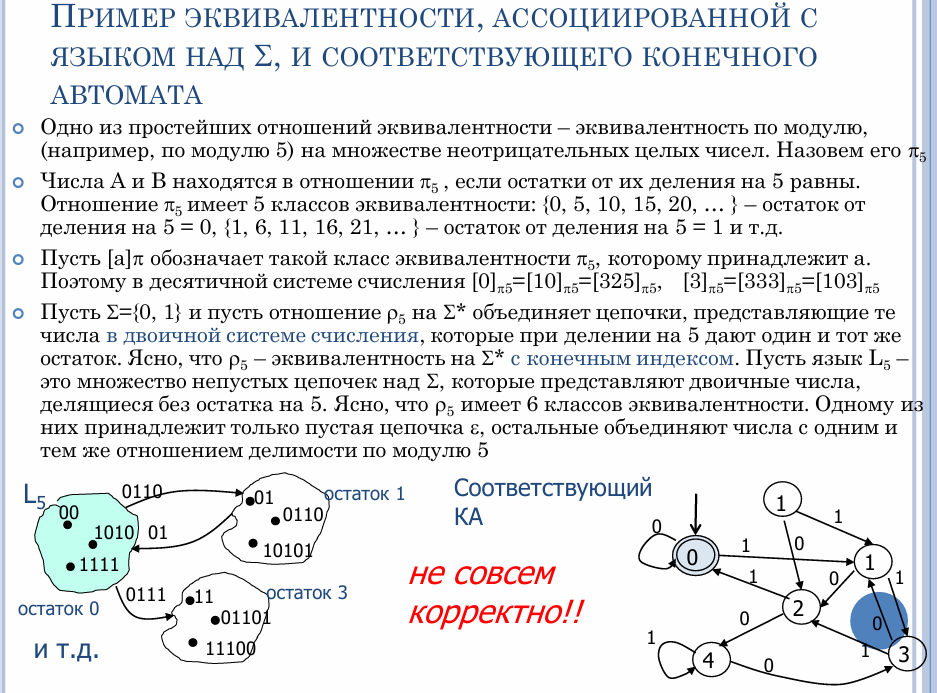 Пример эквивалентности, ассоциированной с
языком над Σ, и соответствующего конечного
автомата
Одно из простейших отношений эквивалентности – эквивалентность по модулю,
(например, по модулю 5) на множестве неотрицательных целых чисел. Назовем его π5
Числа А и В находятся в отношении π5 , если остатки от их деления на 5 равны.
Отношение π5 имеет 5 классов эквивалентности: {0, 5, 10, 15, 20, … } – остаток от
деления на 5 = 0, {1, 6, 11, 16, 21, … } – остаток от деления на 5 = 1 и т.д.
Пусть [a]π обозначает такой класс эквивалентности π5, которому принадлежит a.
Поэтому в десятичной системе счисления [0]π5=[10]π5=[325]π5, [3]π5=[333]π5=[103]π5
Пусть Σ={0, 1} и пусть отношение ρ5 на Σ* объединяет цепочки, представляющие те
числа в двоичной системе счисления, которые при делении на 5 дают один и тот же
остаток. Ясно, что ρ5 – эквивалентность на Σ* с конечным индексом. Пусть язык L5 –
это множество непустых цепочек над Σ, которые представляют двоичные числа,
делящиеся без остатка на 5. Ясно, что ρ5 имеет 6 классов эквивалентности. Одному из
них принадлежит только пустая цепочка ε, остальные объединяют числа с одним и
тем же отношением делимости по модулю 5
L5
00
1010
1111
остаток 0
0110
01
01
0110
10101
остаток 1
0111
11
01101
11100
остаток 3
и т.д.
Соответствующий
КА
не совсем
корректно!!
1
0
1
0
1
0
1
1
0
1
2
0
0
1
1
4
0
3